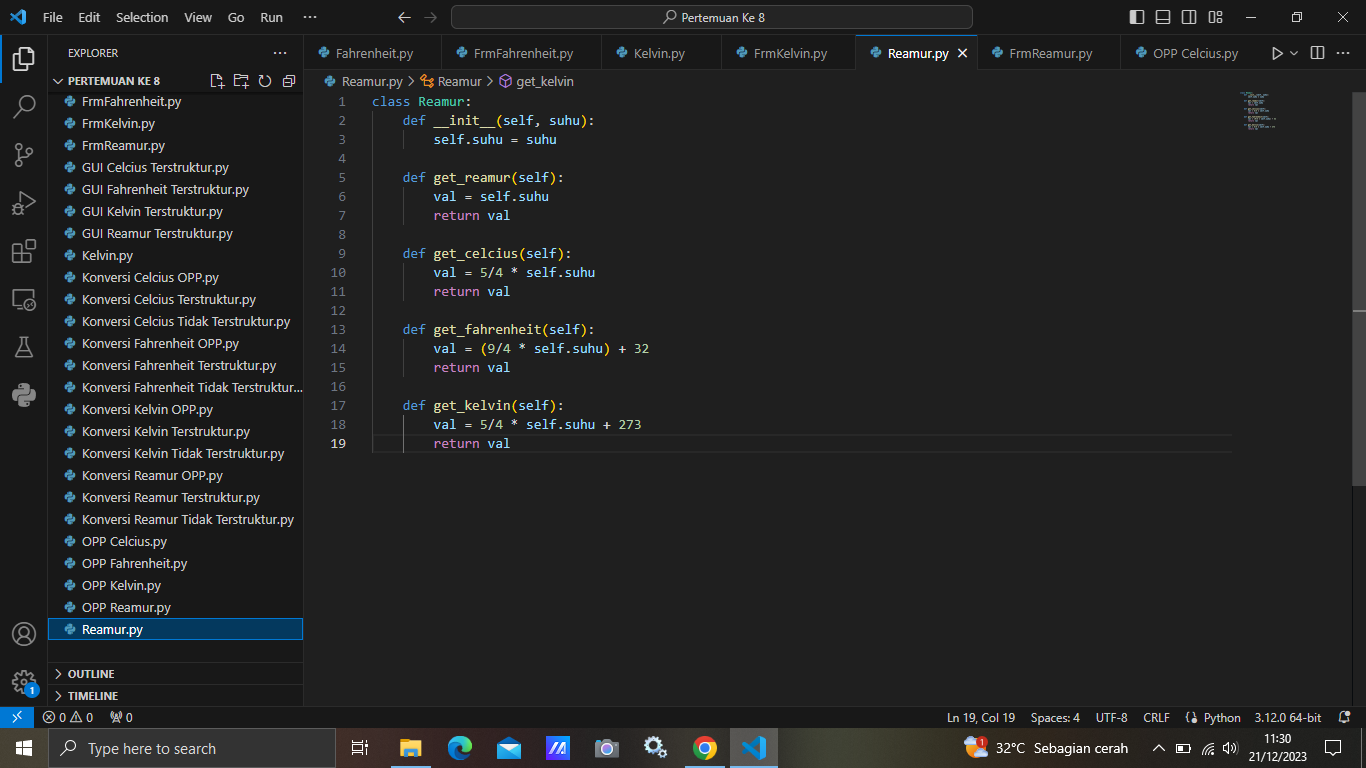 File Edit Selection View Go Run ···
Pertemuan Ke 8
EXPLORER
PERTEMUAN KE 8
FrmFahrenheit.py
FrmKelvin.py
FrmReamur.py
GUI Celcius Terstruktur.py
GUI Fahrenheit Terstruktur.py
GUI Kelvin Terstruktur.py
GUI Reamur Terstruktur.py
Kelvin.py
Konversi Celcius OPP.py
Konversi Celcius Terstruktur.py
Konversi Celcius Tidak Terstruktur.py
Konversi Fahrenheit OPP.py
Konversi Fahrenheit Terstruktur.py
Konversi Fahrenheit Tidak Terstruktur...
Konversi Kelvin OPP.py
Konversi Kelvin Terstruktur.py
Konversi Kelvin Tidak Terstruktur.py
Konversi Reamur OPP.py
Konversi Reamur Terstruktur.py
Konversi Reamur Tidak Terstruktur.py
OPP Celcius.py
OPP Fahrenheit.py
OPP Kelvin.py
OPP Reamur.py
Reamur.py
OUTLINE
TIMELINE
1
Fahrenheit.py FrmFahrenheit.py Kelvin.py FrmKelvin.py Reamur.py FrmReamur.py OPP Celcius.py
Reamur.py > Reamur > get_kelvin
1 class Reamur:
2 def __init__(self, suhu):
3 self.suhu = suhu
4
5 def get_reamur(self):
6 val = self.suhu
7 return val
8
9 def get_celcius(self):
10 val = 5/4 * self.suhu
11 return val
12
13 def get_fahrenheit(self):
14 val = (9/4 * self.suhu) + 32
15 return val
16
17 def get_kelvin(self):
18 val = 5/4 * self.suhu + 273
19 return val
0 0 0 Ln 19, Col 19 Spaces: 4 UTF-8 CRLF Python 3.12.0 64-bit
Type here to search
1 32°C Sebagian cerah
11:30
21/12/2023